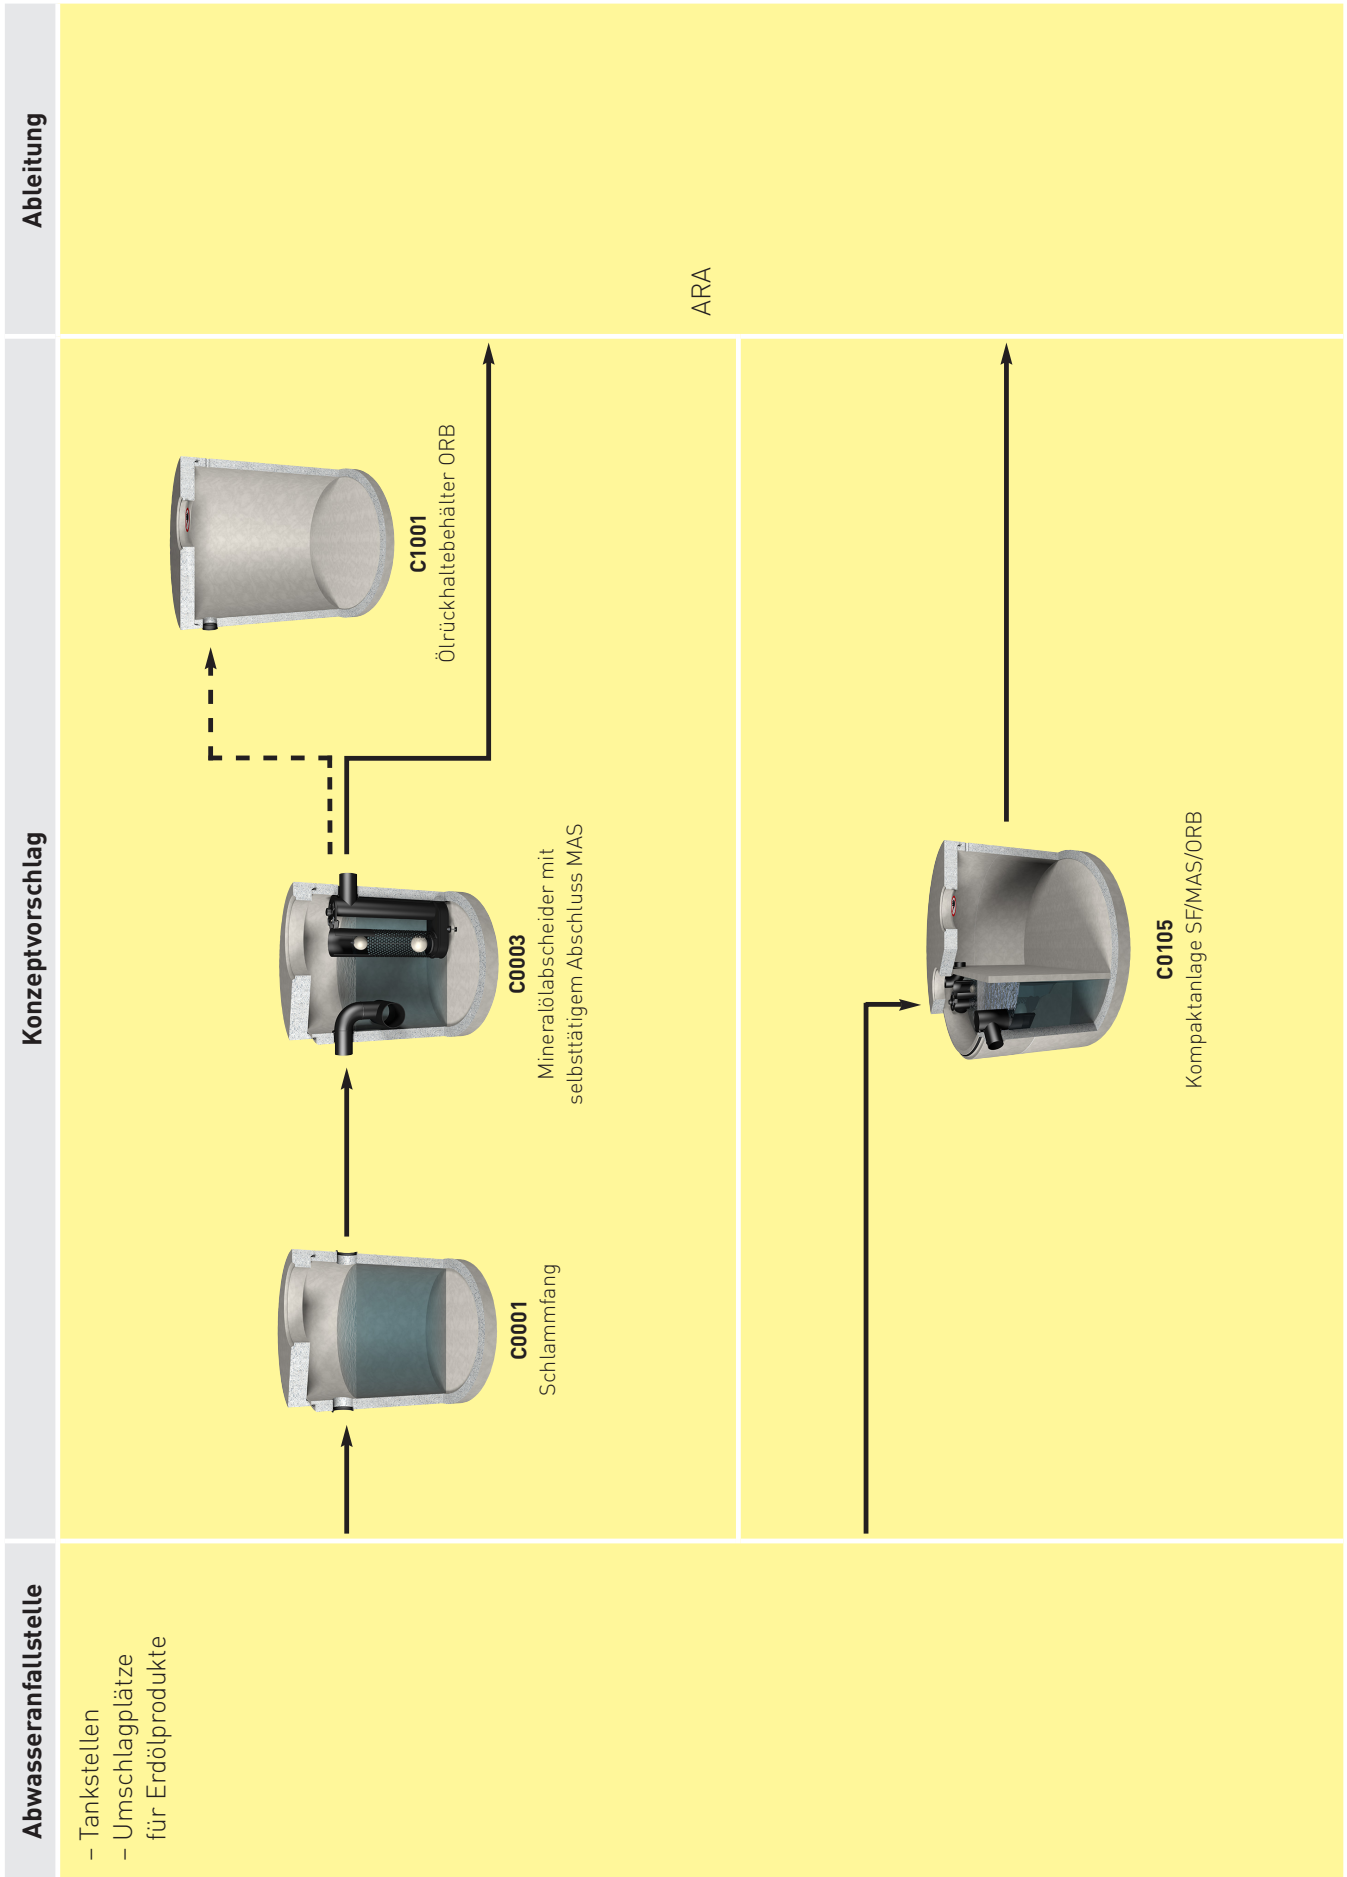 Abwasseranfallstelle
Konzeptvorschlag
Ableitung
– Tankstellen
– Umschlagplätze
für Erdölprodukte
C0001
Schlammfang
C0003
Mineralölabscheider mit
selbsttätigem Abschluss MAS
C1001
Ölrückhaltebehälter ORB
C0105
Kompaktanlage SF/MAS/ORB
ARA